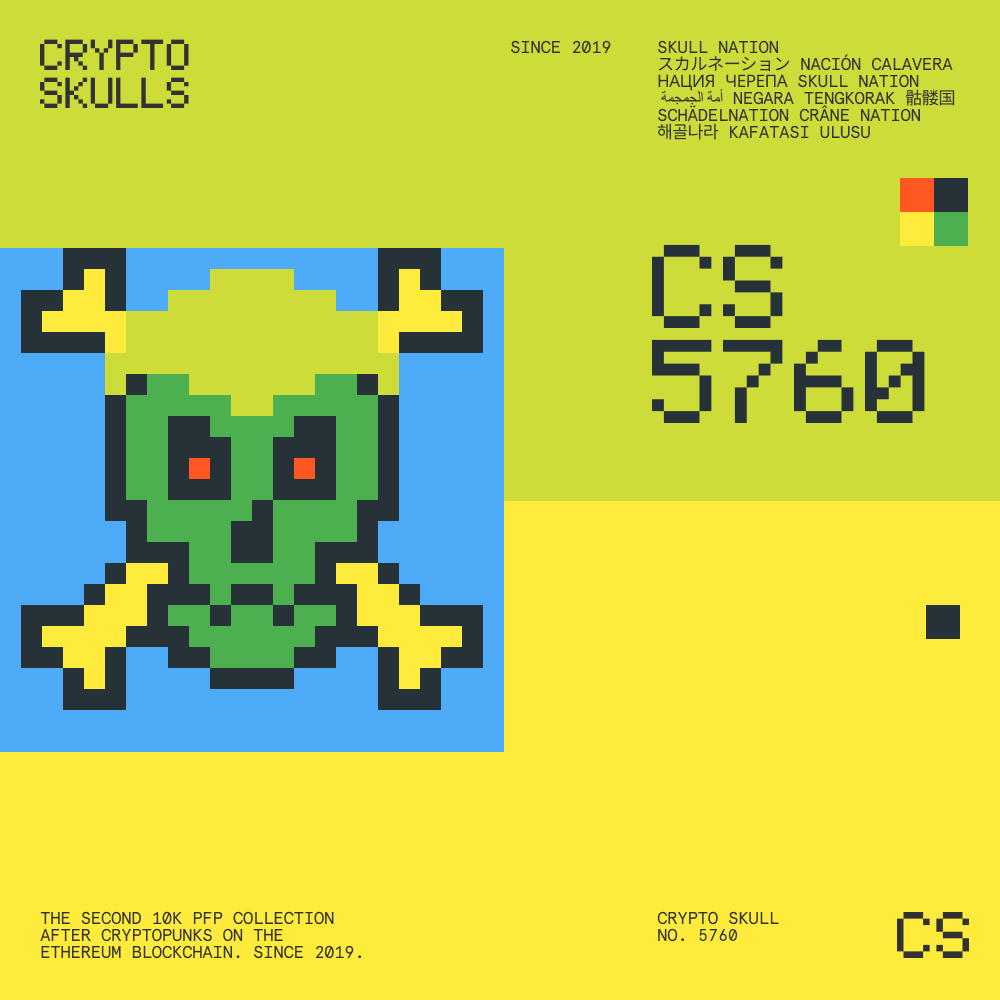 CRYPTO
SKULLS
SINCE 2019
SKULL NATION
スカルネーション NACIÓN CALAVERA
НАЦИЯ ЧЕРЕПА SKULL NATION
أمة الجمجمة NEGARA TENGKORAK 骷髅国
SCHÄDELNATION CRÂNE NATION
해골나라 KAFATASI ULUSU
CS
5760
THE SECOND 10K PFP COLLECTION
AFTER CRYPTOPUNKS ON THE
ETHEREUM BLOCKCHAIN. SINCE 2019.
CRYPTO SKULL
NO. 5760
CS